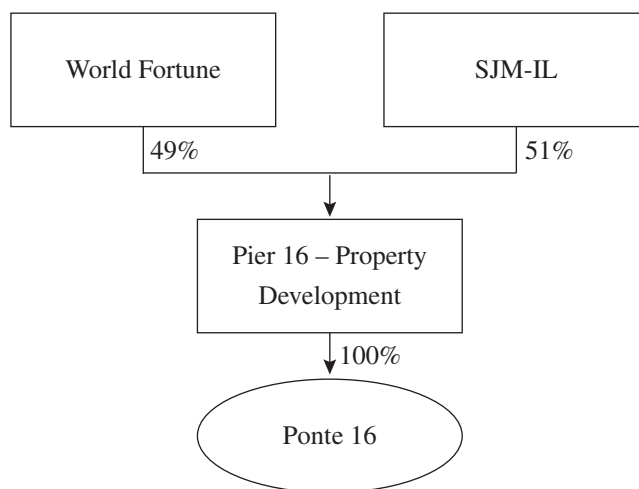 World Fortune
SJM-IL
49%
51%
Pier 16 – Property
Development
100%
Ponte 16